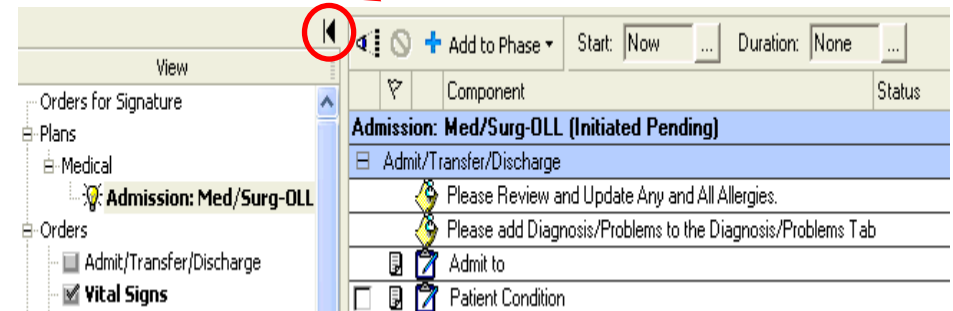 View
Orders for Signature
Plans
Medical
Admission: Med/Surg-OLL
Orders
Admit/Transfer/Discharge
Vital Signs
Add to Phase Start: Now ... Duration: None ...
Component Status
Admission: Med/Surg-OLL (Initiated Pending)
Admit/Transfer/Discharge
Please Review and Update Any and All Allergies.
Please add Diagnosis/Problems to the Diagnosis/Problems Tab
Admit to
Patient Condition